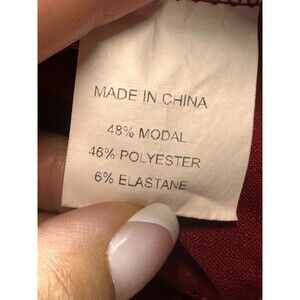 MADE IN CHINA
48% MODAL
46% POLYESTER
6% ELASTANE